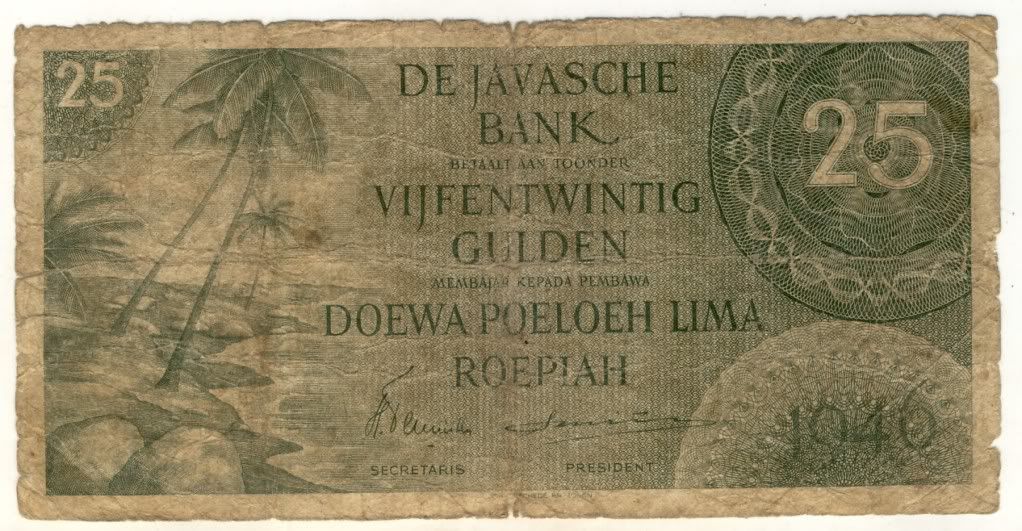 25
DE JAVASCHE
BANK
BETAALT AAN TOONDER
VIJFENTWINTIG
GULDEN
MEMBAJAR KEPADA PEMBAWA
DOEWA POELOEH LIMA
ROEPIAH
25
1946
SECRETARIS
PRESIDENT